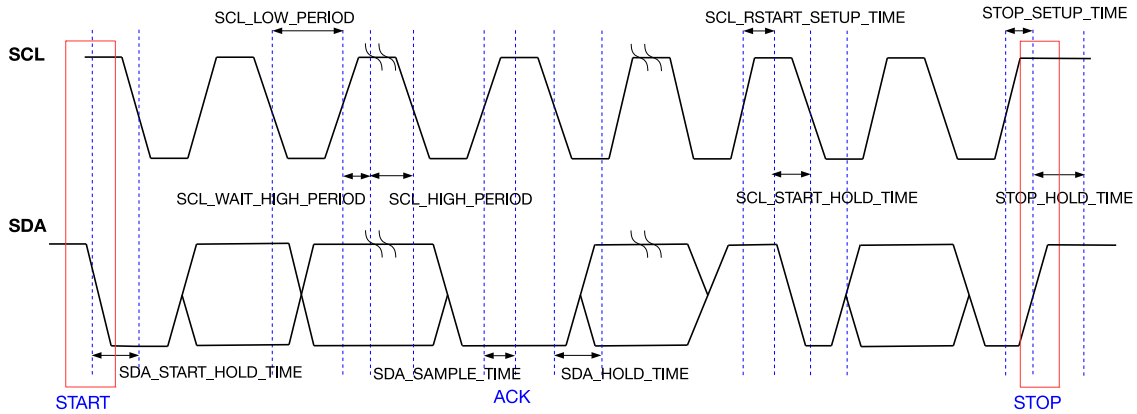 SCL_LOW_PERIOD
SCL_RSTART_SETUP_TIME
STOP_SETUP_TIME
SCL
SCL_WAIT_HIGH_PERIOD
SCL_HIGH_PERIOD
SCL_START_HOLD_TIME
STOP_HOLD_TIME
SDA
SDA_START_HOLD_TIME
SDA_SAMPLE_TIME
SDA_HOLD_TIME
START
ACK
STOP